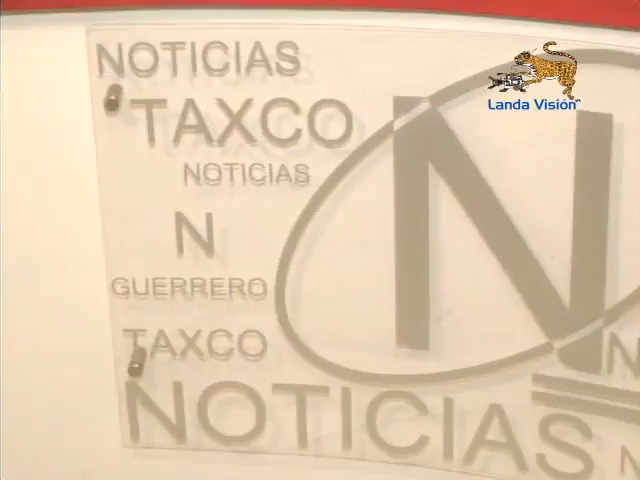 NOTICIAS
TAXCO
NOTICIAS
N
GUERRERO
TAXCO
NOTICIAS
N
N
N
Landa Visión